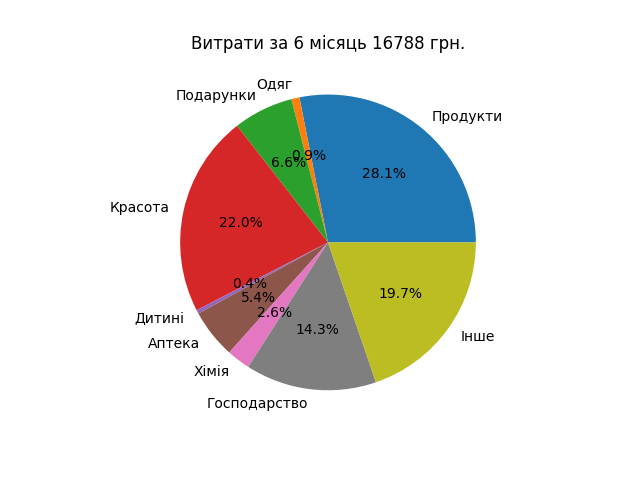 Витрати за 6 місяць 16788 грн.
Одяг
Подарунки
Продукти
0.9%
6.6%
28.1%
Красота
22.0%
0.4%
5.4%
2.6%
19.7%
Дитині
14.3%
Аптека
Інше
Хімія
Господарство